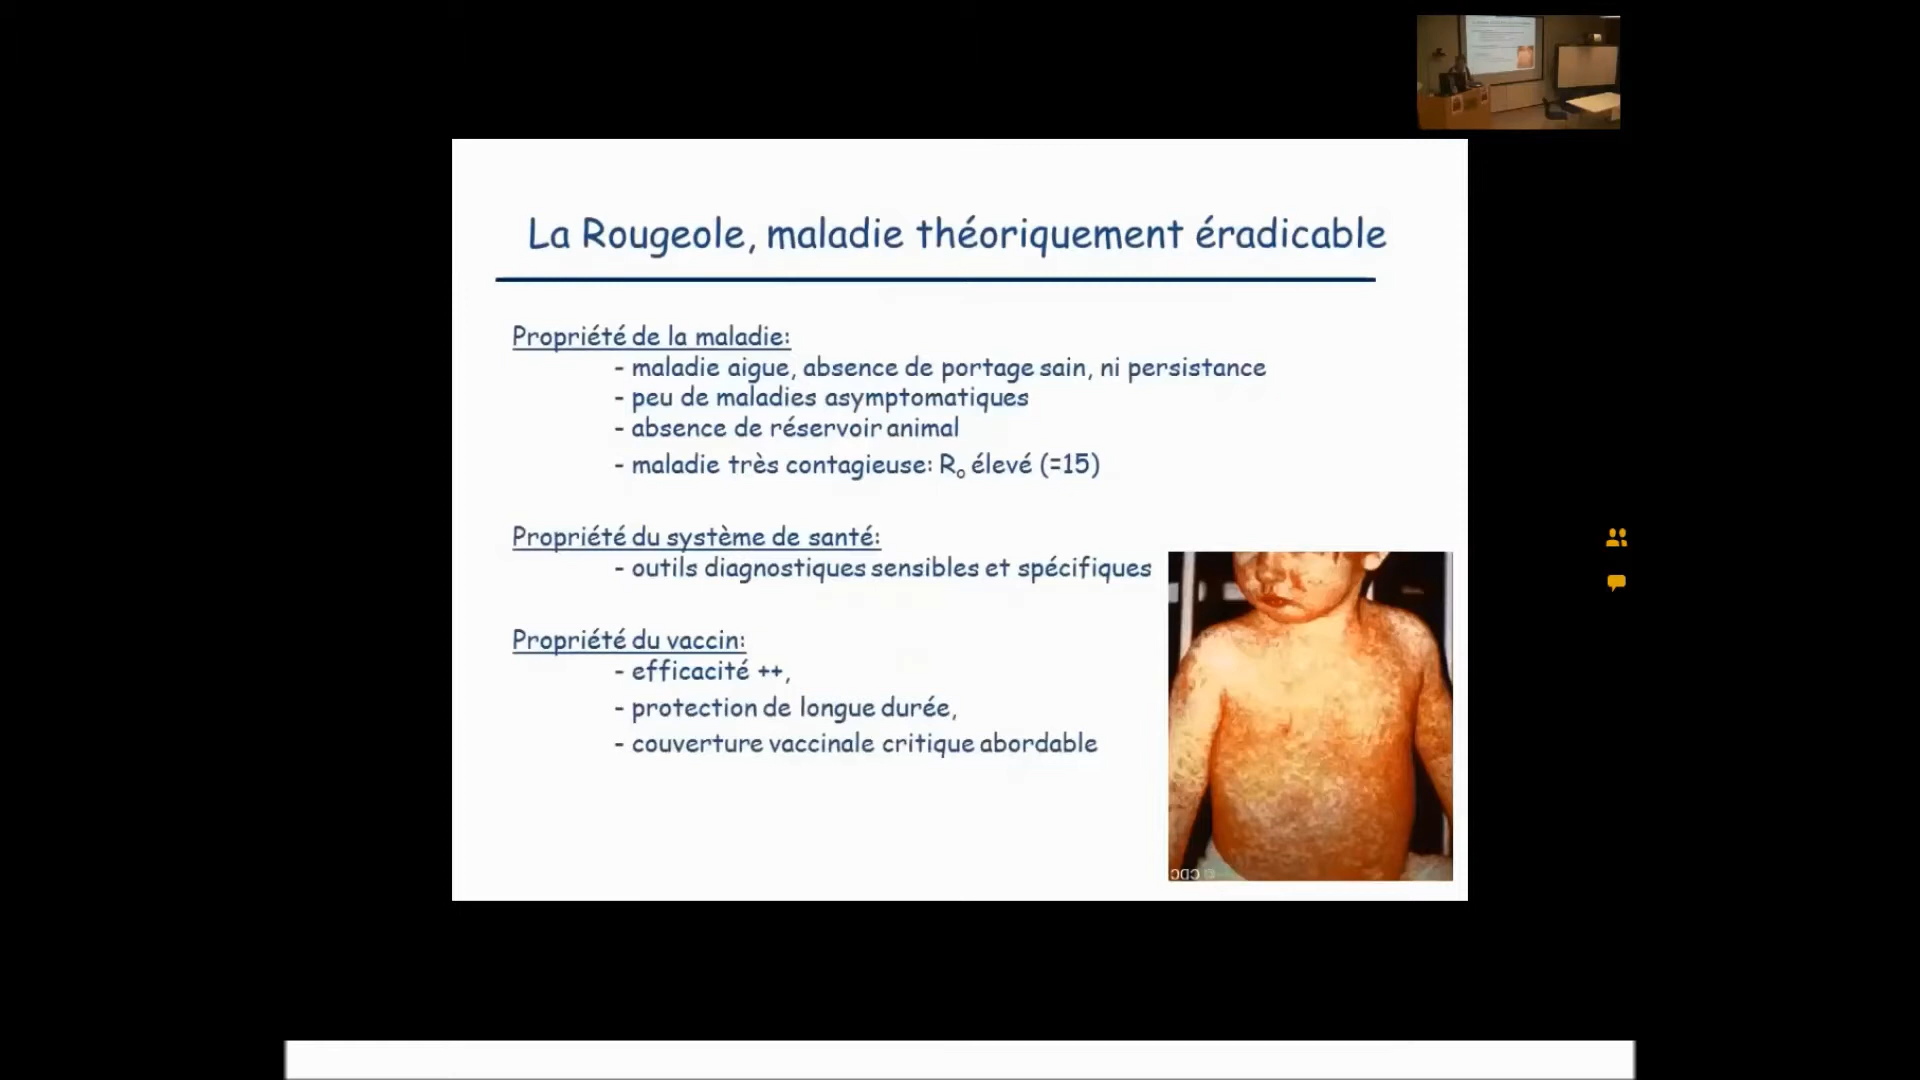 La Rougeole, maladie théoriquement éradicable
Propriété de la maladie:
- maladie aigue, absence de portage sain, ni persistance
- peu de maladies asymptomatiques
- absence de réservoir animal
- maladie très contagieuse: Ro élevé (=15)
Propriété du système de santé:
- outils diagnostiques sensibles et spécifiques
Propriété du vaccin:
- efficacité ++,
- protection de longue durée,
- couverture vaccinale critique abordable
© CDC